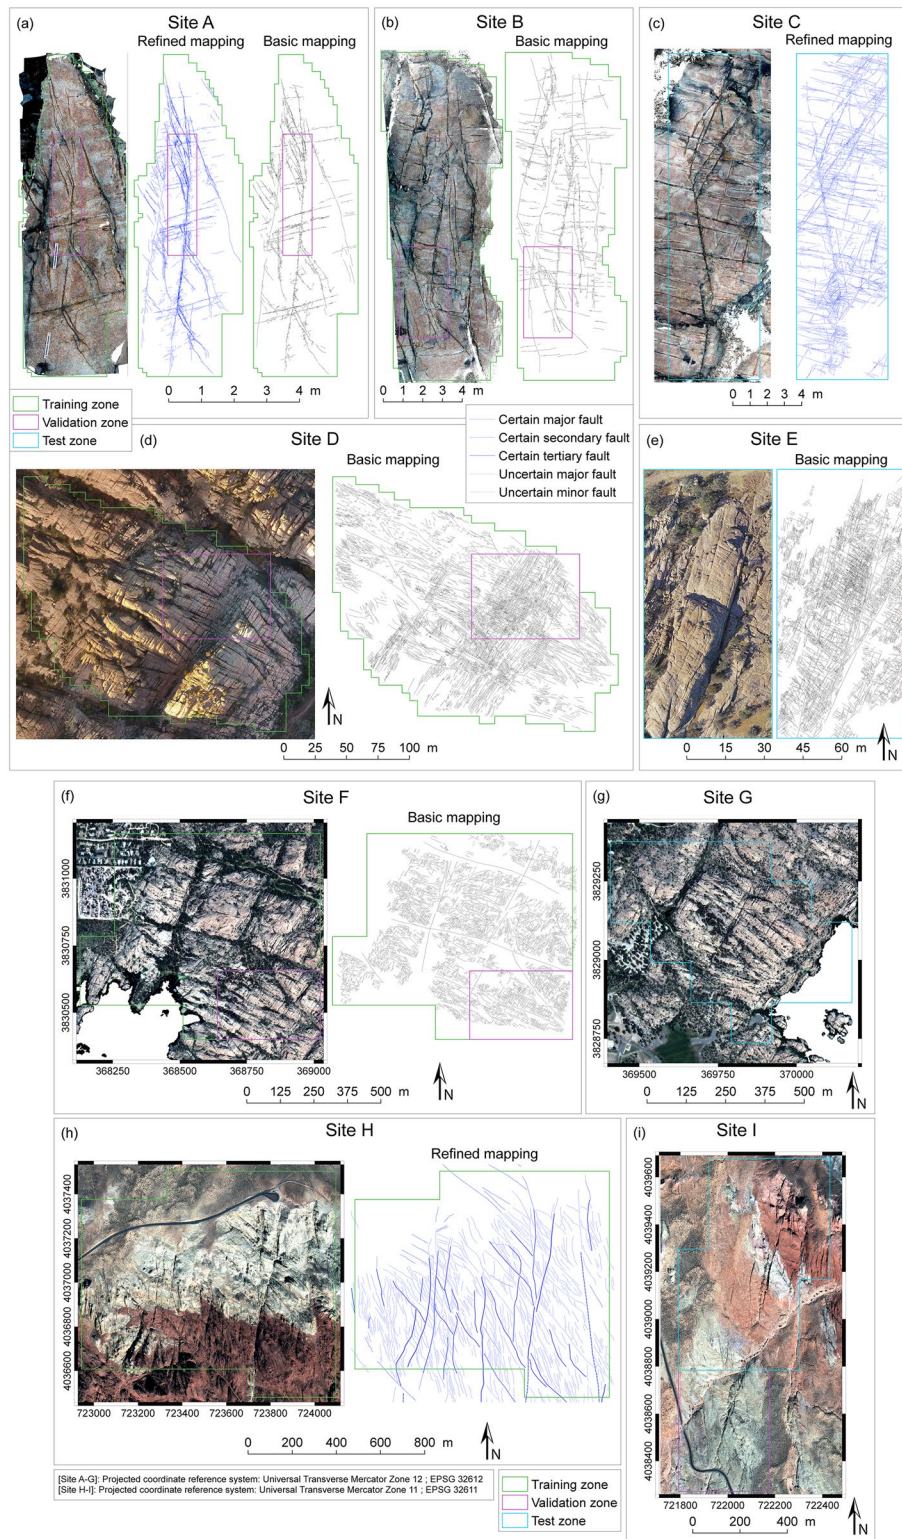 (a)
Site A
Refined mapping
Basic mapping
0 1 2 3 4 m
(b)
Site B
Basic mapping
0 1 2 3 4 m
(c)
Site C
Refined mapping
0 1 2 3 4 m
Training zone
Validation zone
Test zone
Certain major fault
Certain secondary fault
Certain tertiary fault
Uncertain major fault
Uncertain minor fault
(d)
Site D
Basic mapping
N
0 25 50 75 100 m
(e)
Site E
Basic mapping
0 15 30 45 60 m
N
(f)
Site F
Basic mapping
3831000
3830750
3830500
368250 368500 368750 369000
0 125 250 375 500 m
N
(g)
Site G
3829250
3829000
3828750
369500 369750 370000
0 125 250 375 500 m
N
(h)
Site H
Refined mapping
4037400
4037200
4037000
4036800
4036600
723000 723200 723400 723600 723800 724000
0 200 400 600 800 m
N
(i)
Site I
4039600
4039400
4039200
4039000
4038800
4038600
4038400
721800 722000 722200 722400
0 200 400 m
N
[Site A-G]: Projected coordinate reference system: Universal Transverse Mercator Zone 12 ; EPSG 32612
[Site H-I]: Projected coordinate reference system: Universal Transverse Mercator Zone 11 ; EPSG 32611
Training zone
Validation zone
Test zone